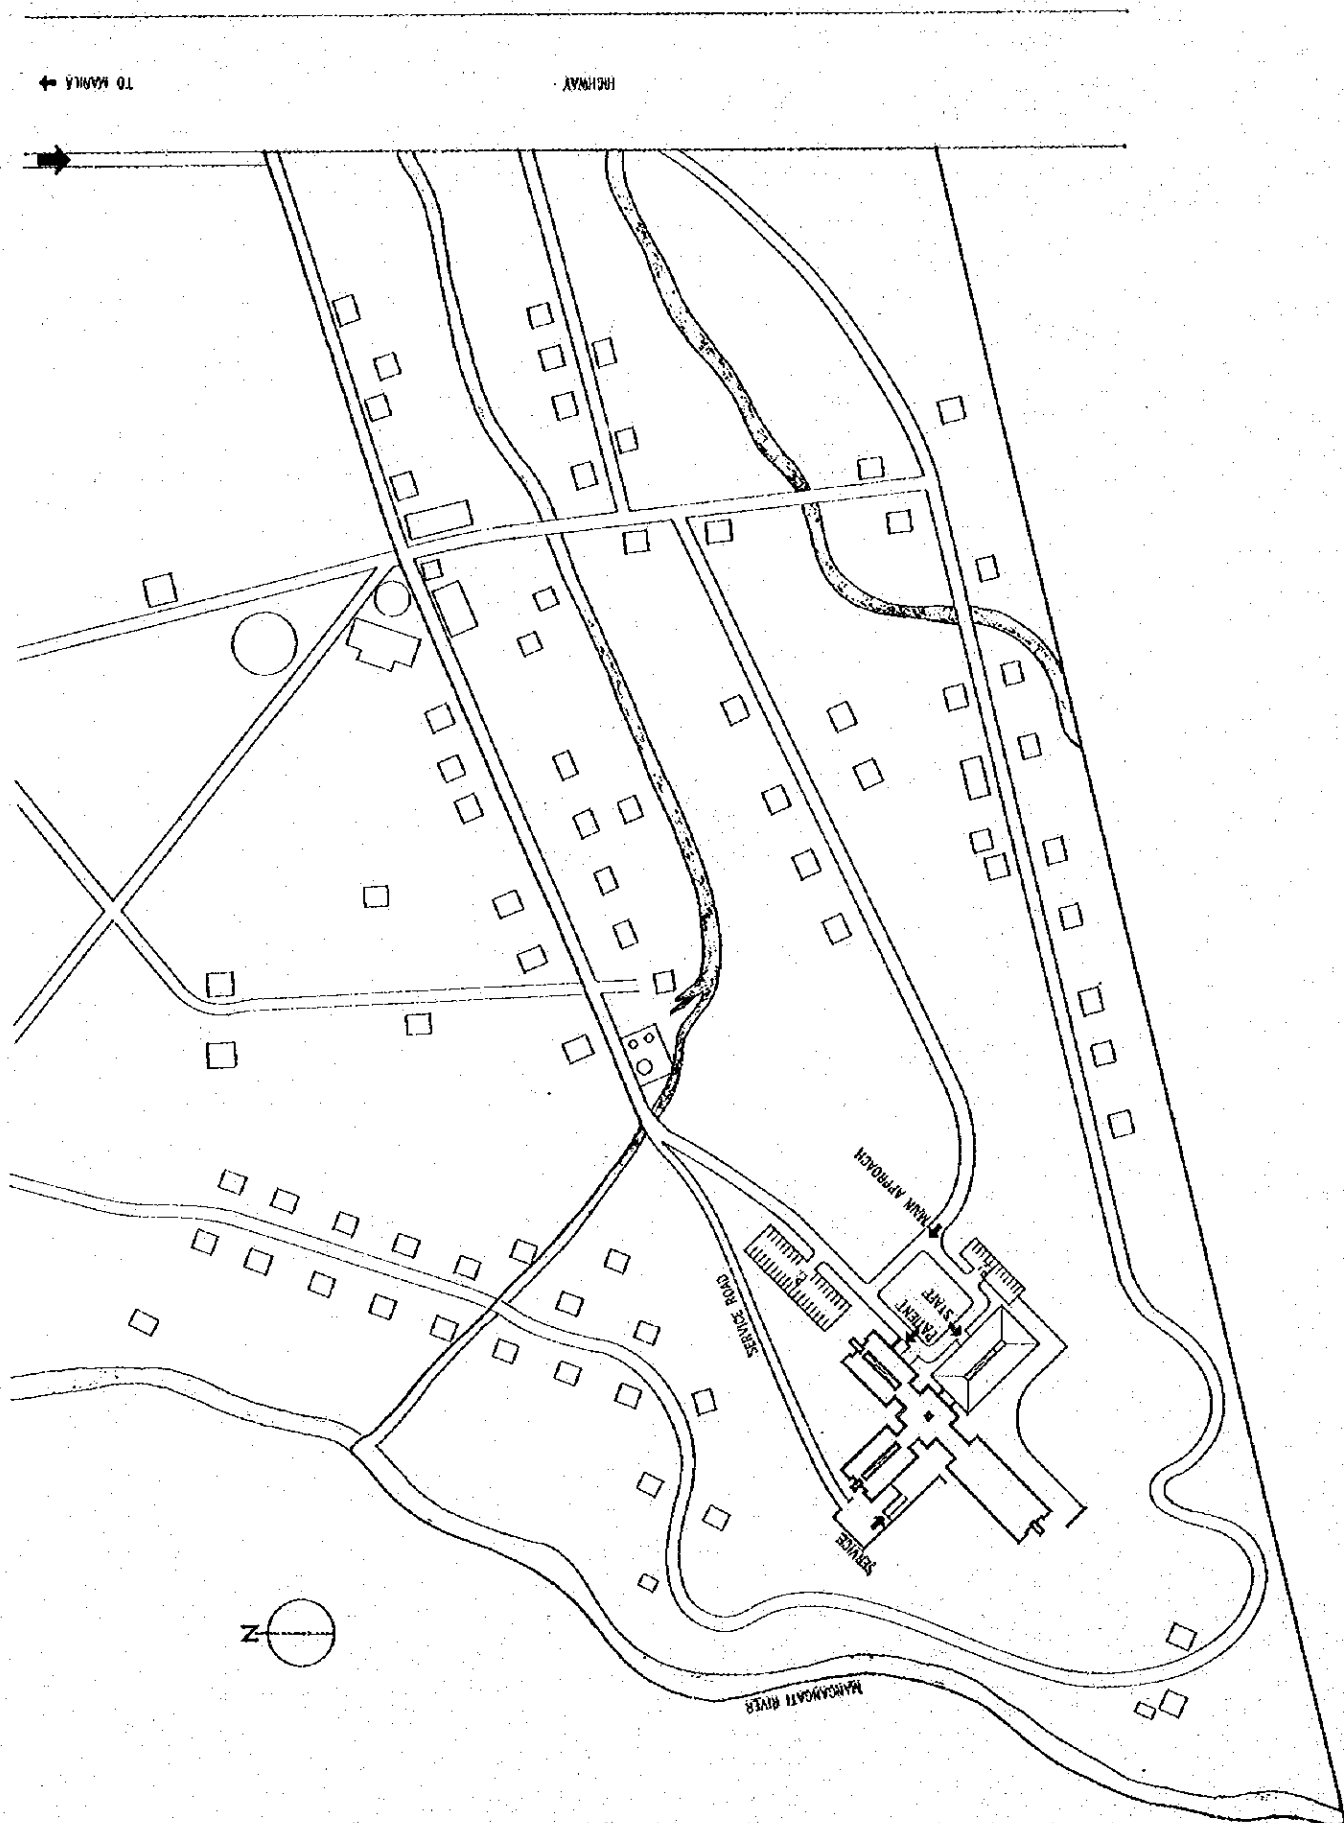 ← TO MANILA
HIGHWAY
MAIN APPROACH
P.
P.
STAFF
PATIENT
SERVICE ROAD
SERVICE
N
MANGANGATI RIVER